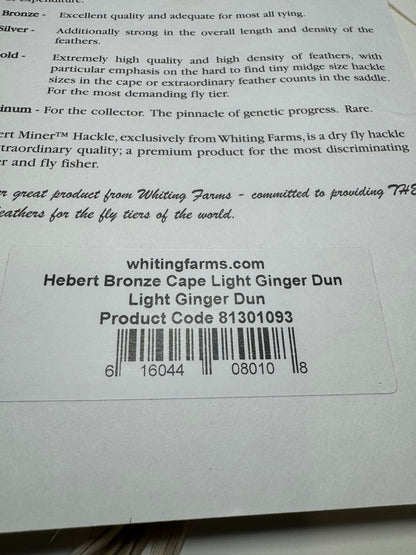 Bronze - Excellent quality and adequate for most all tying.
Silver - Additionally strong in the overall length and density of the
feathers.
old - Extremely high quality and high density of feathers, with
particular emphasis on the hard to find tiny midge size hackle
sizes in the cape or extraordinary feather counts in the saddle.
For the most demanding fly tier.
inum - For the collector. The pinnacle of genetic progress. Rare.
ert Miner™ Hackle, exclusively from Whiting Farms, is a dry fly hackle
traordinary quality; a premium product for the most discriminating
er and fly fisher.
er great product from Whiting Farms - committed to providing THE
feathers for the fly tiers of the world.
whitingfarms.com
Hebert Bronze Cape Light Ginger Dun
Light Ginger Dun
Product Code 81301093
6 16044 08010 8